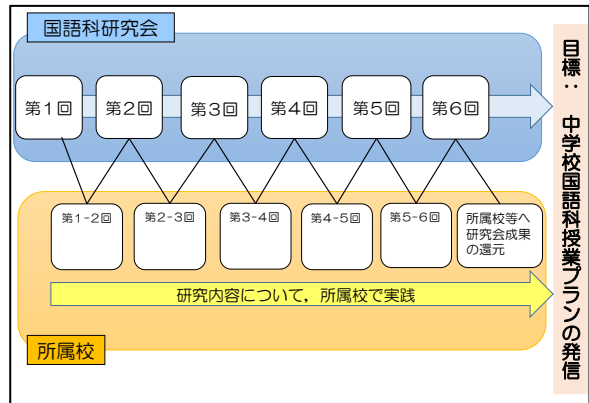 国語科研究会
第１回
第２回
第３回
第４回
第５回
第６回
第1-2回
第2-3回
第3-4回
第4-5回
第5-6回
所属校等へ
研究会成果
の還元
研究内容について，所属校で実践
所属校
目標：　中学校国語科授業プランの発信